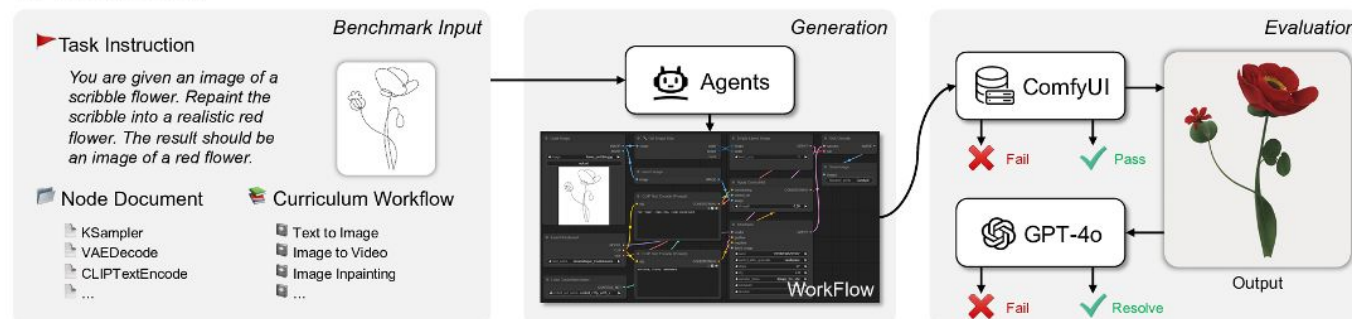 Benchmark Input
Task Instruction
You are given an image of a
scribble flower. Repaint the
scribble into a realistic red
flower. The result should be
an image of a red flower.
Node Document
KSampler
VAEDecode
CLIPTextEncode
...
Curriculum Workflow
Text to Image
Image to Video
Image Inpainting
...
Generation
Agents
WorkFlow
Evaluation
ComfyUI
Fail
Pass
GPT-4o
Fail
Resolve
Output